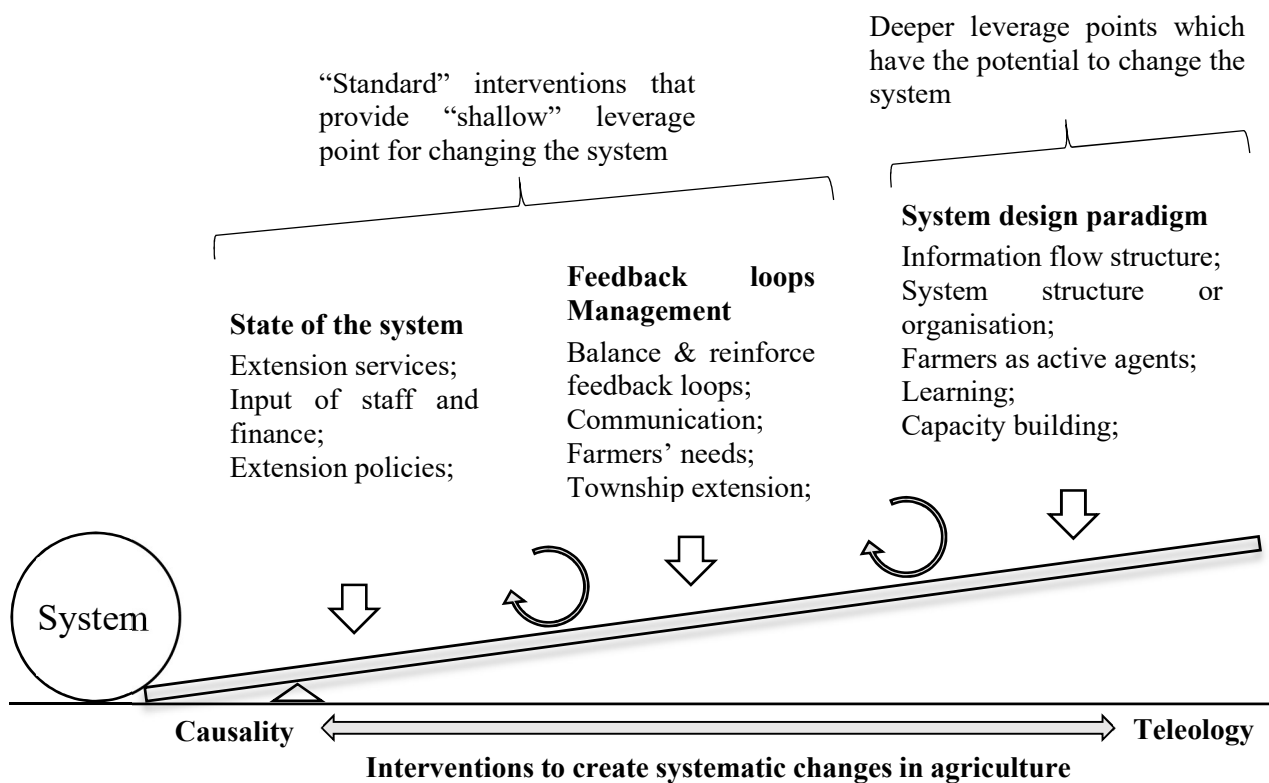 Deeper leverage points which
have the potential to change the
system
“Standard” interventions that
provide “shallow” leverage
point for changing the system
State of the system
Extension services;
Input of staff and
finance;
Extension policies;
Feedback loops
Management
Balance & reinforce
feedback loops;
Communication;
Farmers’ needs;
Township extension;
System design paradigm
Information flow structure;
System structure or
organisation;
Farmers as active agents;
Learning;
Capacity building;
System
Causality
Teleology
Interventions to create systematic changes in agriculture